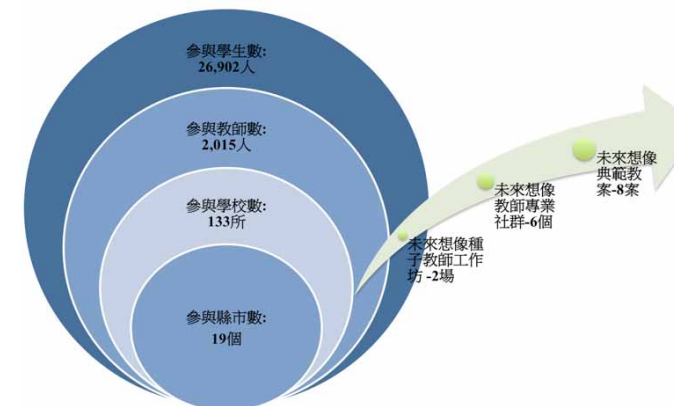 參與學生數:
26,902人
參與教師數:
2,015人
參與學校數:
133所
參與縣市數:
19個
未來想像種
子教師工作
坊 -2場
未來想像
教師專業
社群-6個
未來想像
典範教
案-8案